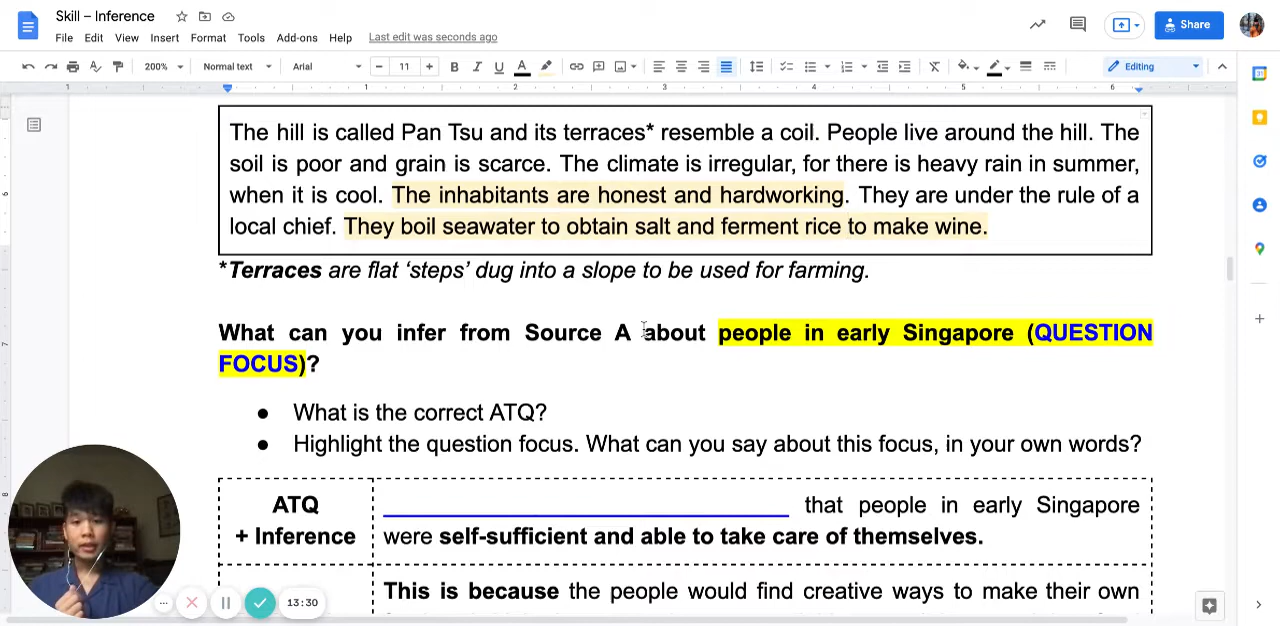 Skill – Inference
File Edit View Insert Format Tools Add-ons Help Last edit was seconds ago
Share
200% Normal text Arial 11 B I U A Editing
1 1 2 3 4 5 6
The hill is called Pan Tsu and its terraces* resemble a coil. People live around the hill. The
soil is poor and grain is scarce. The climate is irregular, for there is heavy rain in summer,
when it is cool. The inhabitants are honest and hardworking. They are under the rule of a
local chief. They boil seawater to obtain salt and ferment rice to make wine.
*Terraces are flat ‘steps’ dug into a slope to be used for farming.
What can you infer from Source A about people in early Singapore (QUESTION
FOCUS)?
● What is the correct ATQ?
● Highlight the question focus. What can you say about this focus, in your own words?
ATQ
+ Inference
that people in early Singapore
were self-sufficient and able to take care of themselves.
This is because the people would find creative ways to make their own
13:30